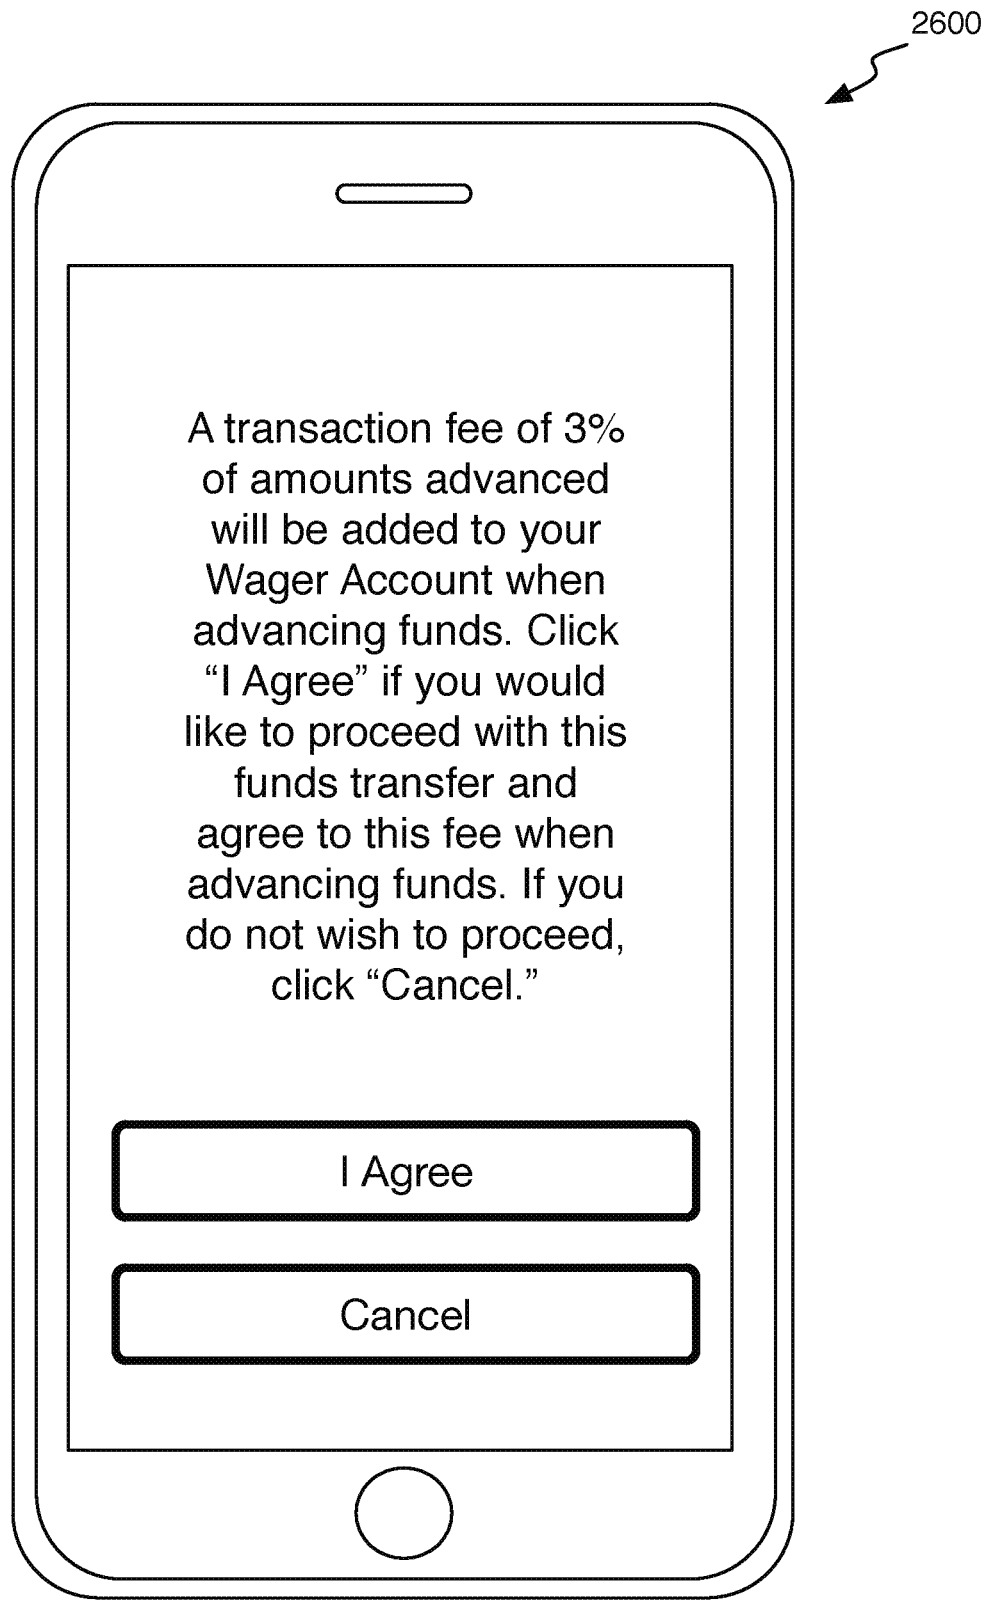 2600
A transaction fee of 3%
of amounts advanced
will be added to your
Wager Account when
advancing funds. Click
“I Agree” if you would
like to proceed with this
funds transfer and
agree to this fee when
advancing funds. If you
do not wish to proceed,
click “Cancel.”
I Agree
Cancel